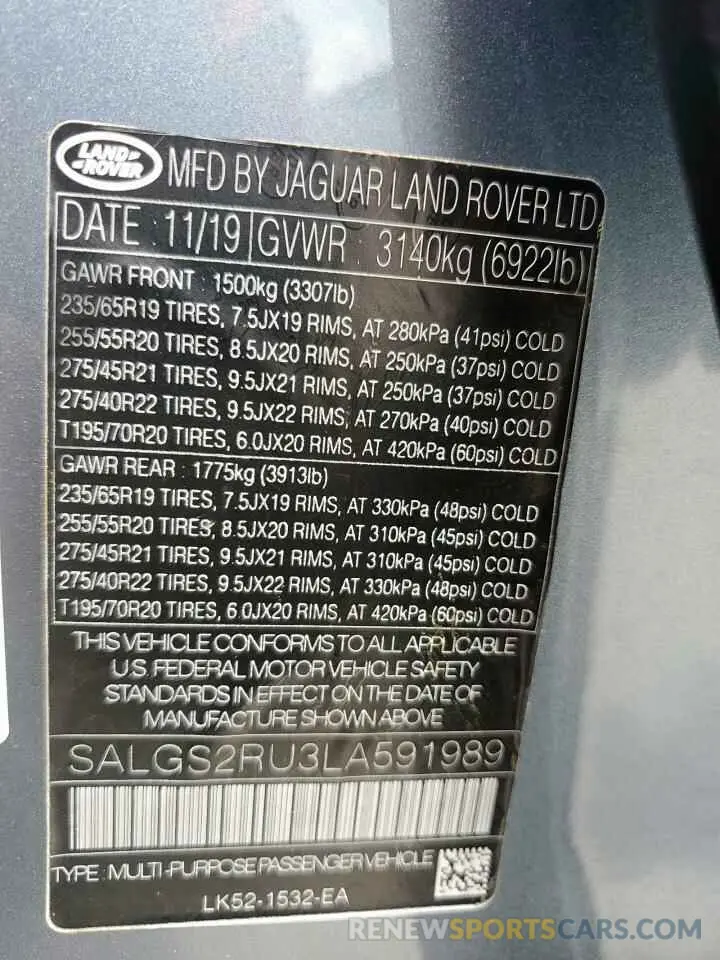 LAND ROVER
MFD BY JAGUAR LAND ROVER LTD
DATE : 11/19 GVWR : 3140kg (6922lb)
GAWR FRONT : 1500kg (3307lb)
235/65R19 TIRES, 7.5JX19 RIMS, AT 280kPa (41psi) COLD
255/55R20 TIRES, 8.5JX20 RIMS, AT 250kPa (37psi) COLD
275/45R21 TIRES, 9.5JX21 RIMS, AT 250kPa (37psi) COLD
275/40R22 TIRES, 9.5JX22 RIMS, AT 270kPa (40psi) COLD
T195/70R20 TIRES, 6.0JX20 RIMS, AT 420kPa (60psi) COLD
GAWR REAR : 1775kg (3913lb)
235/65R19 TIRES, 7.5JX19 RIMS, AT 330kPa (48psi) COLD
255/55R20 TIRES, 8.5JX20 RIMS, AT 310kPa (45psi) COLD
275/45R21 TIRES, 9.5JX21 RIMS, AT 310kPa (45psi) COLD
275/40R22 TIRES, 9.5JX22 RIMS, AT 330kPa (48psi) COLD
T195/70R20 TIRES, 6.0JX20 RIMS, AT 420kPa (60psi) COLD
THIS VEHICLE CONFORMS TO ALL APPLICABLE
U.S. FEDERAL MOTOR VEHICLE SAFETY
STANDARDS IN EFFECT ON THE DATE OF
MANUFACTURE SHOWN ABOVE
SALGS2RU3LA591989
TYPE : MULTI-PURPOSE PASSENGER VEHICLE
LK52-1532-EA
RENEWSPORTSCARS.COM